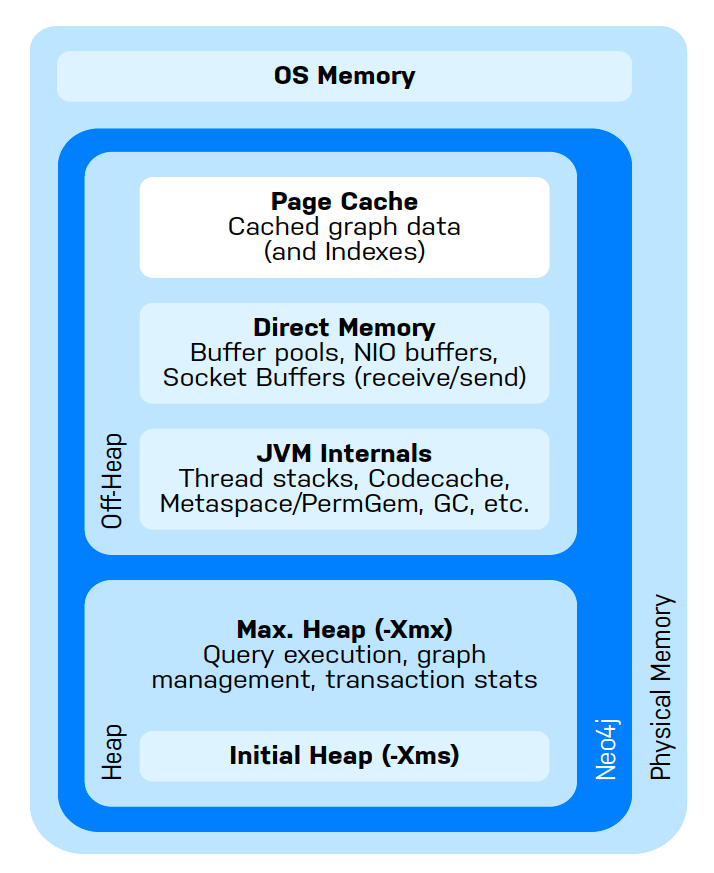 OS Memory
Page Cache
Cached graph data
(and Indexes)
Direct Memory
Buffer pools, NIO buffers,
Socket Buffers (receive/send)
JVM Internals
Thread stacks, Codecache,
Metaspace/PermGem, GC, etc.
Off-Heap
Max. Heap (-Xmx)
Query execution, graph
management, transaction stats
Initial Heap (-Xms)
Heap
Neo4j
Physical Memory